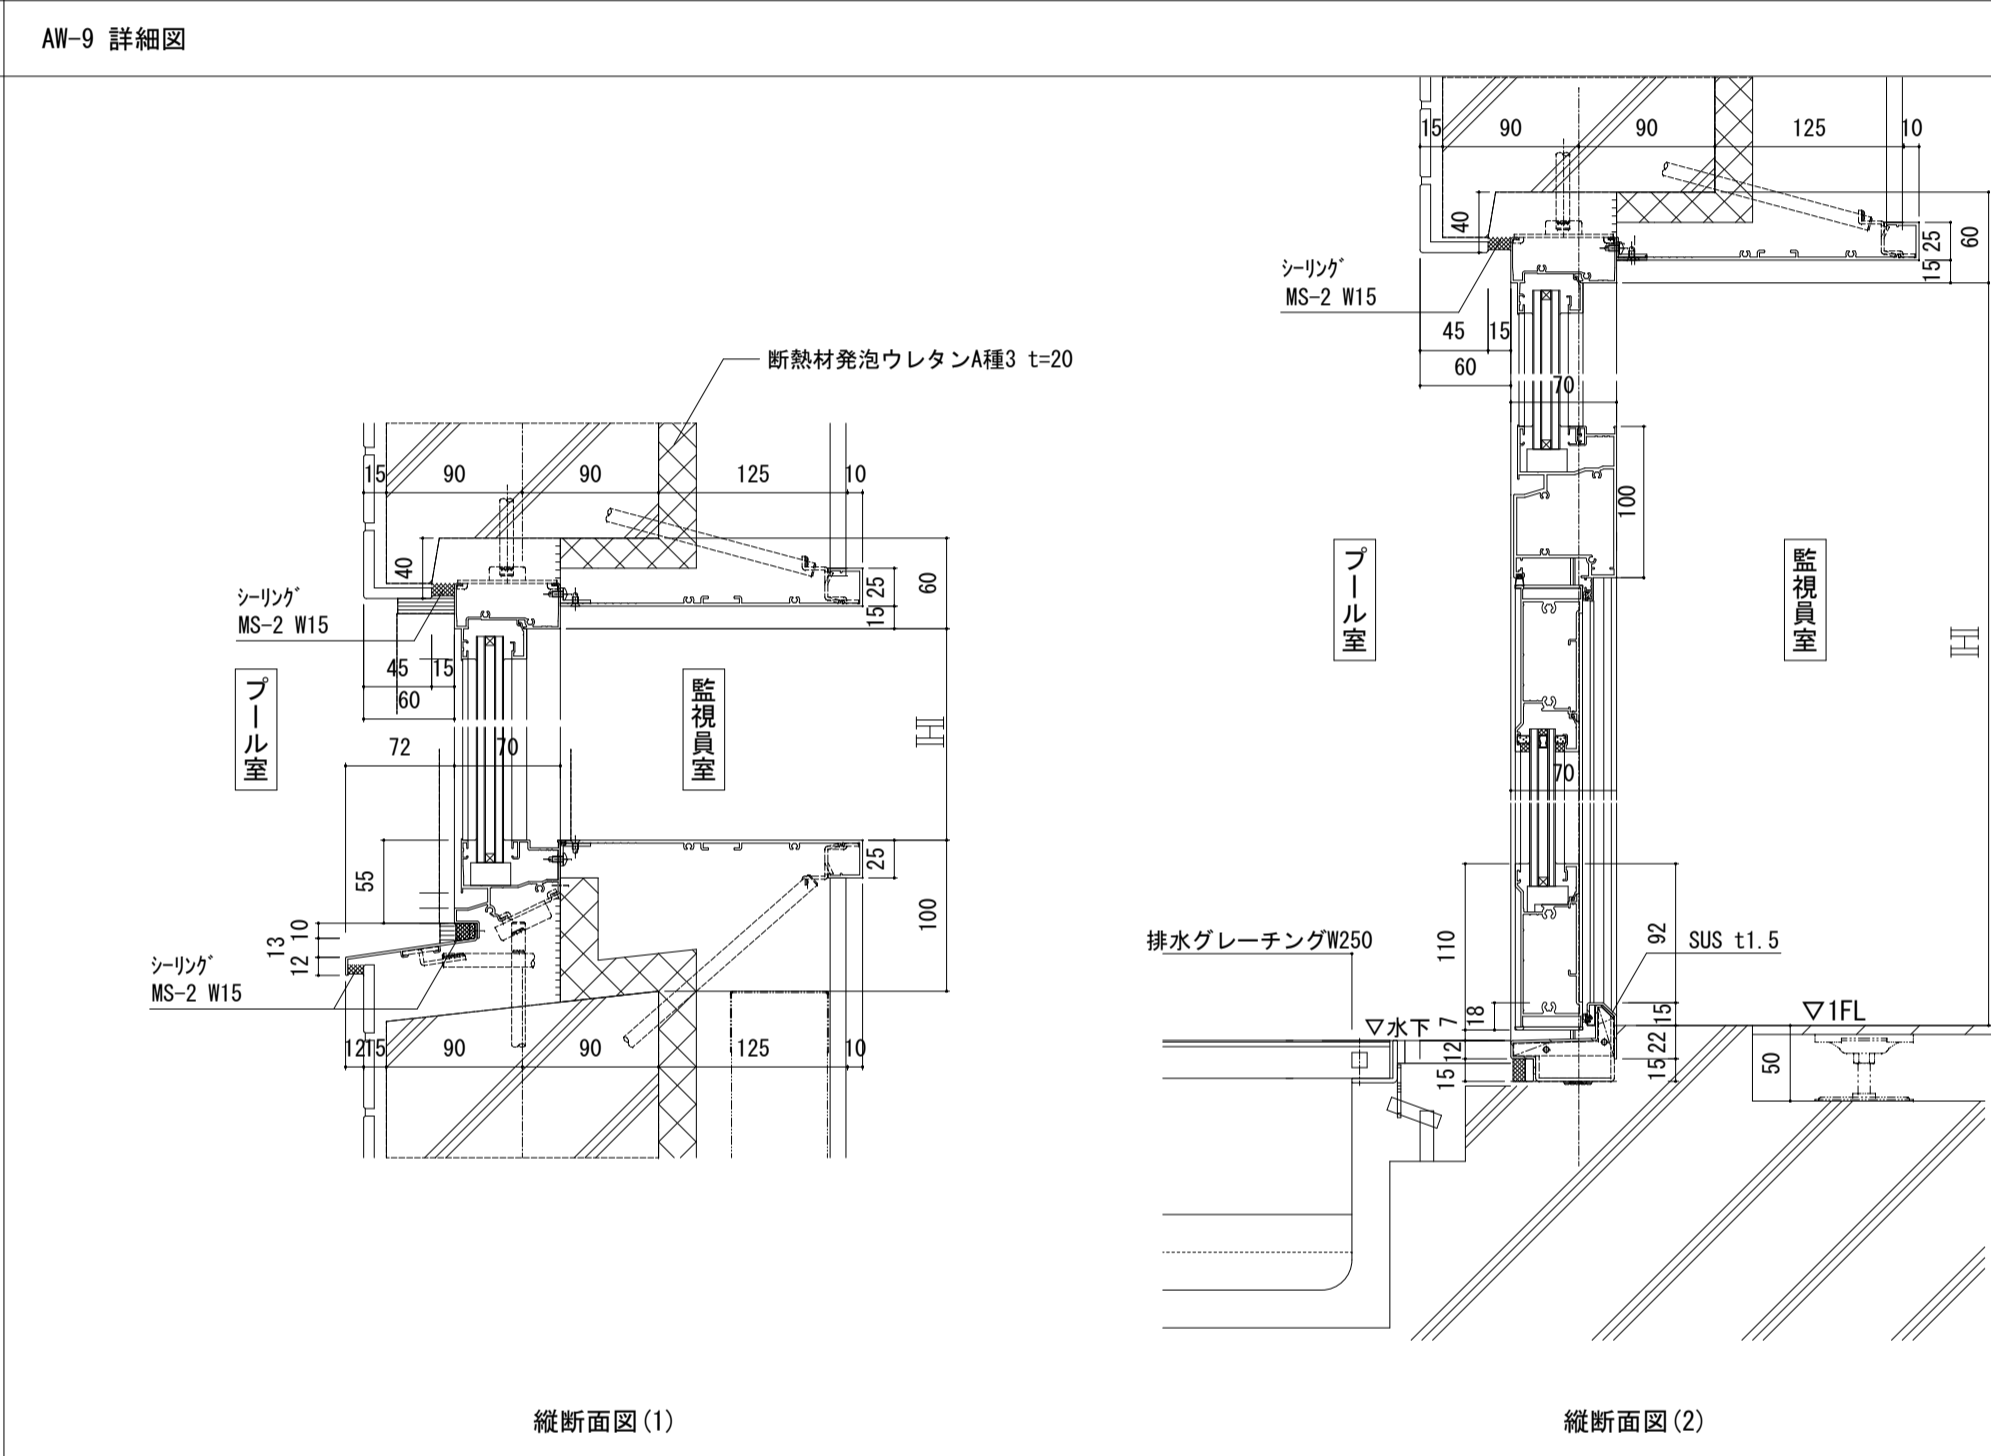 AW-9 詳細図
断熱材発泡ウレタンA種3 t=20
15 90 90 125 10
40
60
25
15
シーリング
MS-2 W15
45 15
60
プール室
監視員室
H
72 70
55
25
100
10
13
12
シーリング
MS-2 W15
12 15 90 90 125 10
縦断面図(1)
15 90 90 125 10
40
25
60
15
シーリング
MS-2 W15
45 15
60
70
100
プール室
監視員室
H
70
排水グレーチングW250
110
92
SUS t1.5
18
7
▽水下
12
15
15
22
15
▽1FL
50
縦断面図(2)